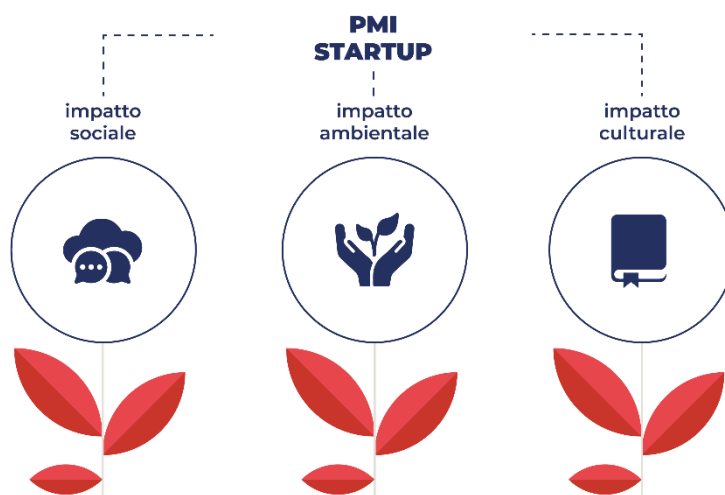 PMI
STARTUP
impatto
sociale
impatto
ambientale
impatto
culturale